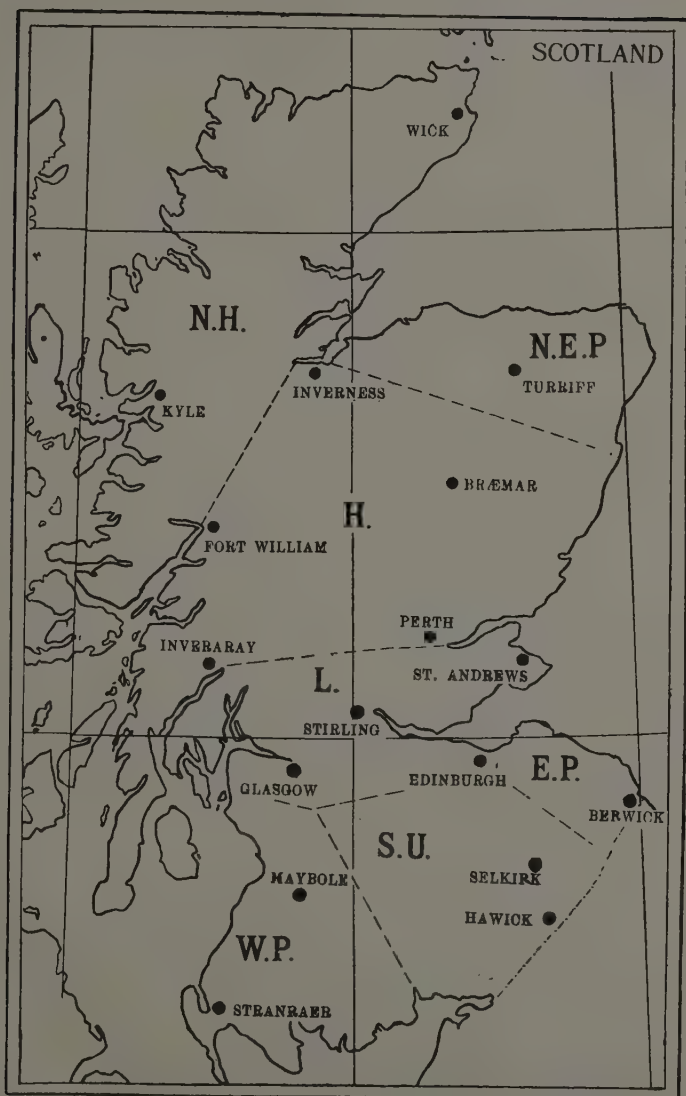 SCOTLAND
WICK
N.H.
N.E.P
INVERNESS
TURRIFF
KYLE
BRÆMAR
H.
FORT WILLIAM
PERTH
INVERARAY
ST. ANDREWS
L.
STIRLING
E.P.
GLASGOW
EDINBURGH
BERWICK
S.U.
MAYBOLE
SELKIRK
HAWICK
W.P.
STRANRAER